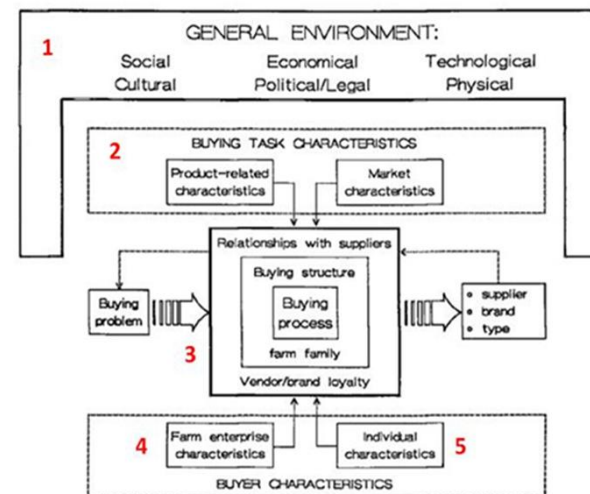 1
GENERAL ENVIRONMENT:
Social Economical Technological
Cultural Political/Legal Physical
2
BUYING TASK CHARACTERISTICS
Product-related
characteristics
Market
characteristics
Relationships with suppliers
Buying structure
Buying
process
farm family
Vendor/brand loyalty
Buying
problem
3
• supplier
• brand
• type
4
Farm enterprise
characteristics
Individual
characteristics
5
BUYER CHARACTERISTICS